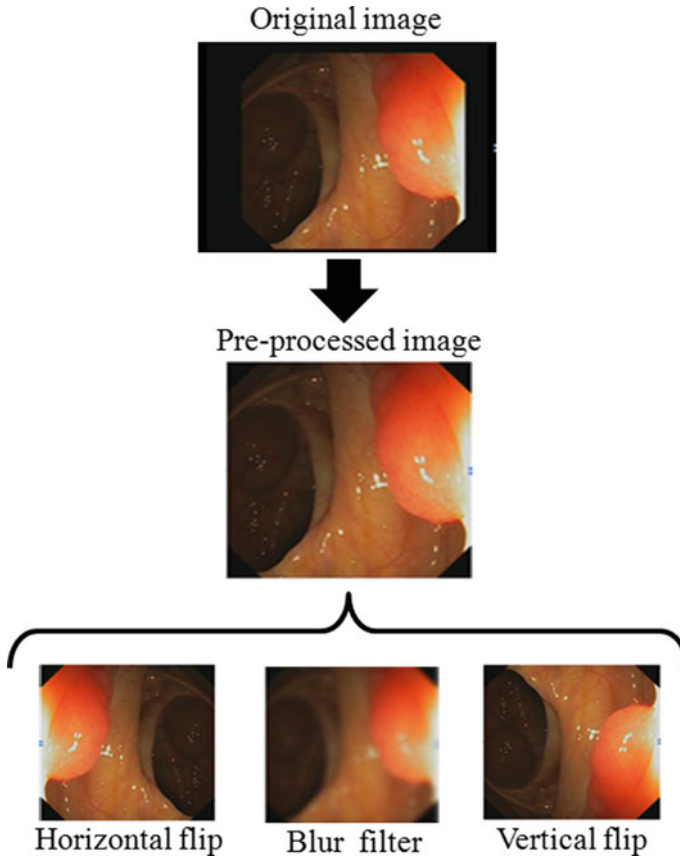 Original image
Pre-processed image
Horizontal flip
Blur filter
Vertical flip